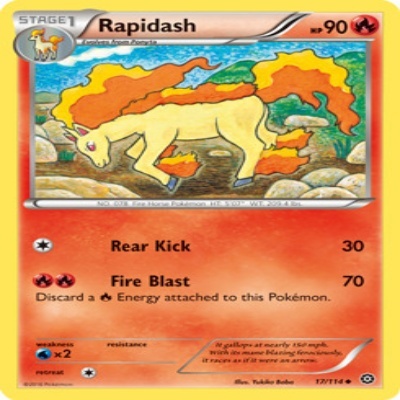 STAGE1
Rapidash
HP90
Evolves from Ponyta
NO. 078 Fire Horse Pokémon HT: 5'07" WT: 209.4 lbs.
Rear Kick 30
Fire Blast 70
Discard a Energy attached to this Pokémon.
weakness resistance
x2
retreat
It gallops at nearly 150 mph.
With its mane blazing ferociously,
it races as if it were an arrow.
©2016 Pokémon
Illus. Yukiko Baba
17/114